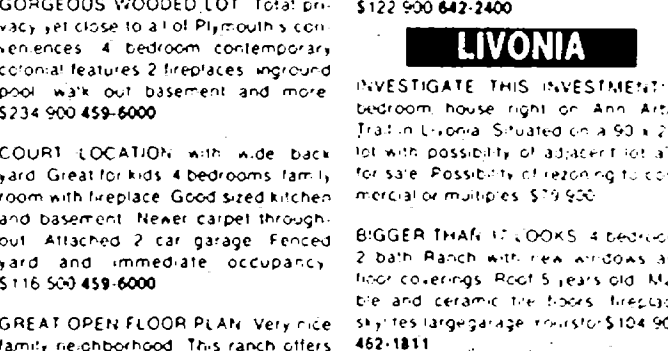 GORGEOUS WOODED LOT. Total pri-
vacy yet close to all of Plymouth's con-
veniences. 4 bedroom contemporary
colonial features 2 fireplaces, inground
pool, walk out basement and more.
$234,900 459-6000
COURT LOCATION with wide back
yard. Great for kids. 4 bedrooms, family
room with fireplace. Good sized kitchen
and basement. Newer carpet through-
out. Attached 2 car garage. Fenced
yard and immediate occupancy.
$116,500 459-6000
GREAT OPEN FLOOR PLAN. Very nice
family neighborhood. This ranch offers
$122,900 642-2400
LIVONIA
INVESTIGATE THIS INVESTMENT!
bedroom house right on Ann
Trail in Livonia. Situated on a 90 x
lot with possibility of adjacent lot
for sale. Possibility of rezoning to
mercial or multiples. $79,900
BIGGER THAN IT LOOKS. 4
2 bath Ranch with new windows
floor coverings. Roof 5 years old.
ble and ceramic tile floors,
skylites, large garage. Yours for
462-1811